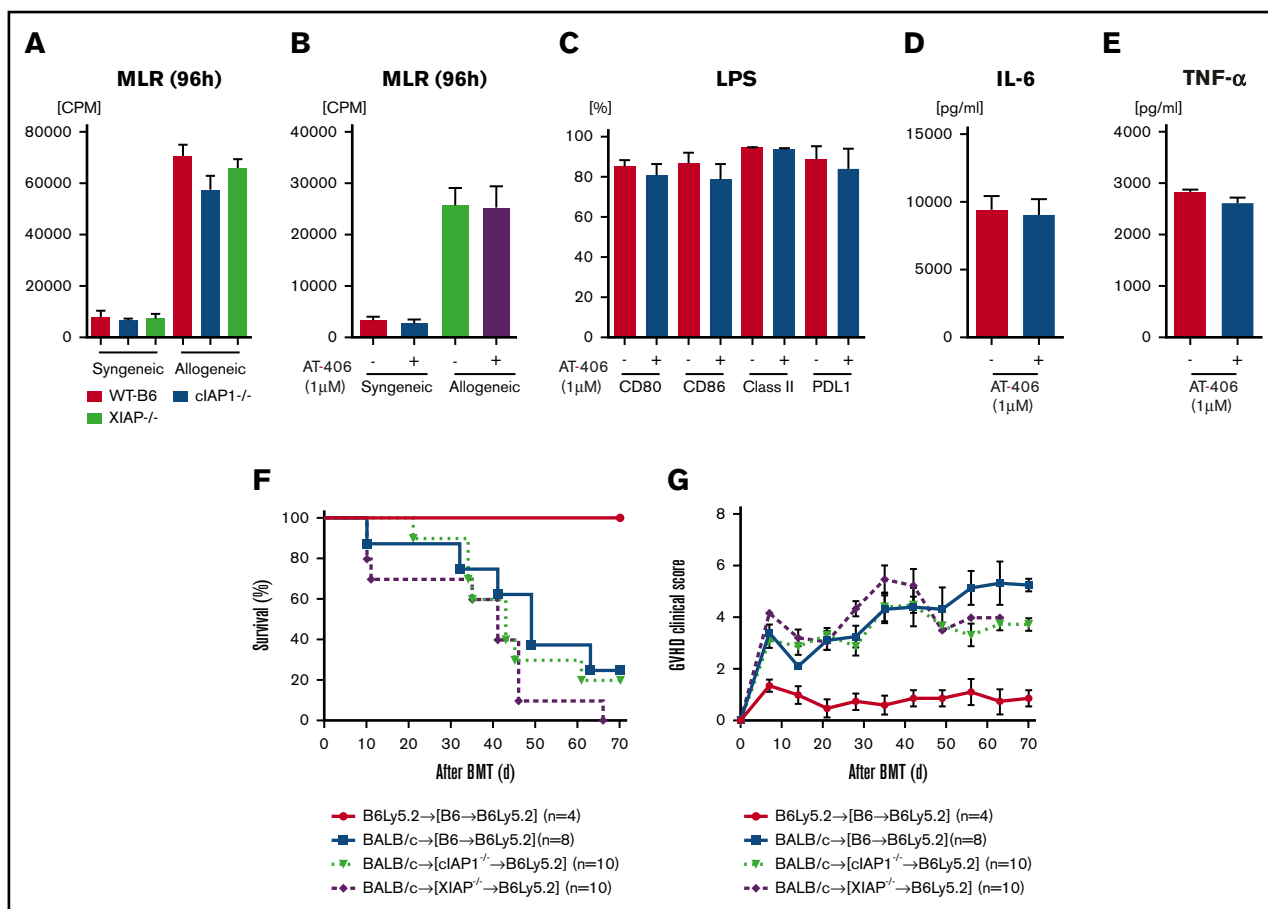 A
MLR (96h)
[CPM]
80000
60000
40000
20000
0
Syngeneic Allogeneic
WT-B6 cIAP1-/-
XIAP-/-
B
MLR (96h)
[CPM]
40000
30000
20000
10000
0
- + - +
AT-406
(1µM)
Syngeneic Allogeneic
C
LPS
[%]
100
80
60
40
20
0
- + - + - + - +
AT-406
(1µM)
CD80 CD86 Class II PDL1
D
IL-6
[pg/ml]
15000
10000
5000
0
- +
AT-406
(1µM)
E
TNF-α
[pg/ml]
4000
3000
2000
1000
0
- +
AT-406
(1µM)
F
Survival (%)
100
80
60
40
20
0
0 10 20 30 40 50 60 70
After BMT (d)
B6Ly5.2→[B6→B6Ly5.2] (n=4)
BALB/c→[B6→B6Ly5.2](n=8)
BALB/c→[cIAP1-/-→B6Ly5.2] (n=10)
BALB/c→[XIAP-/-→B6Ly5.2] (n=10)
G
GVHD clinical score
8
6
4
2
0
0 10 20 30 40 50 60 70
After BMT (d)
B6Ly5.2→[B6→B6Ly5.2] (n=4)
BALB/c→[B6→B6Ly5.2](n=8)
BALB/c→[cIAP1-/-→B6Ly5.2] (n=10)
BALB/c→[XIAP-/-→B6Ly5.2] (n=10)